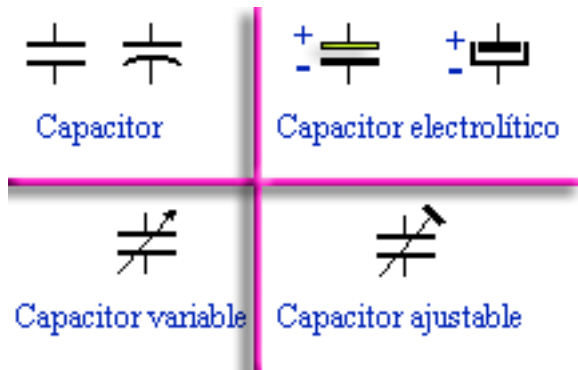 +
-
+
-
Capacitor
Capacitor electrolítico
Capacitor variable
Capacitor ajustable